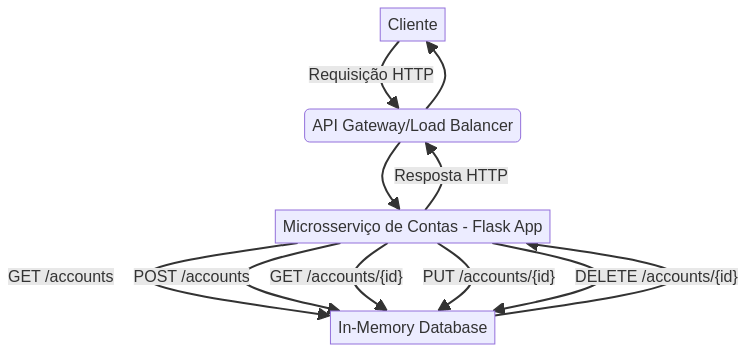 Cliente
Requisição HTTP
API Gateway/Load Balancer
Resposta HTTP
Microsserviço de Contas - Flask App
GET /accounts
POST /accounts
GET /accounts/{id}
PUT /accounts/{id}
DELETE /accounts/{id}
In-Memory Database